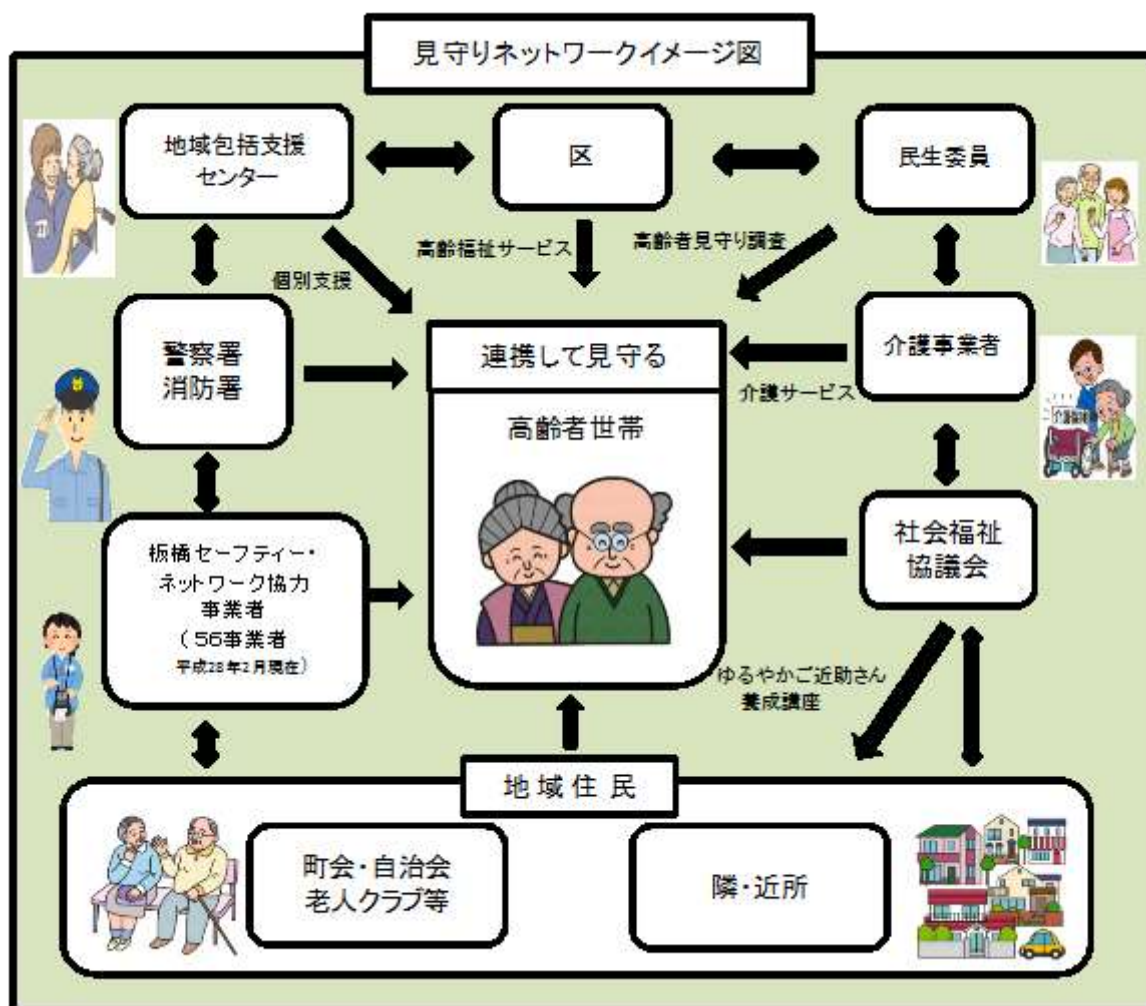 見守りネットワークイメージ図
地域包括支援
センター
区
民生委員
高齢福祉サービス
高齢者見守り調査
個別支援
警察署
消防署
連携して見守る
介護事業者
介護サービス
高齢者世帯
介護福祉
板橋セーフティー・
ネットワーク協力
事業者
(56事業者
平成28年2月現在)
社会福祉
協議会
ゆるやかご近助さん
養成講座
地域住民
町会・自治会
老人クラブ等
隣・近所